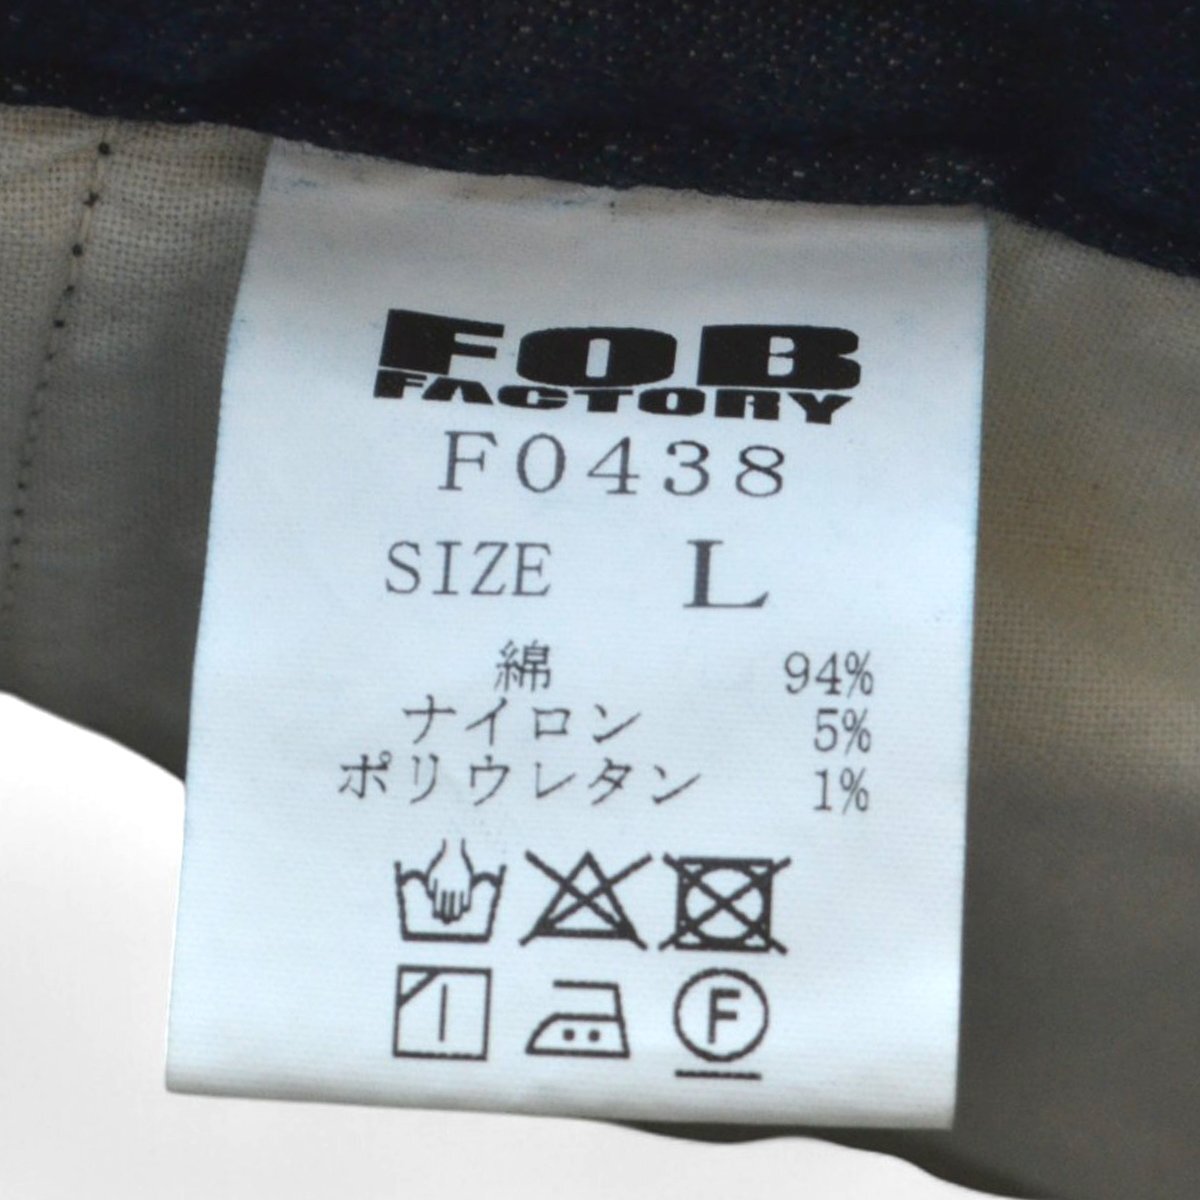 FOB
FACTORY
F0438
SIZE L
綿 94%
ナイロン 5%
ポリウレタン 1%
F